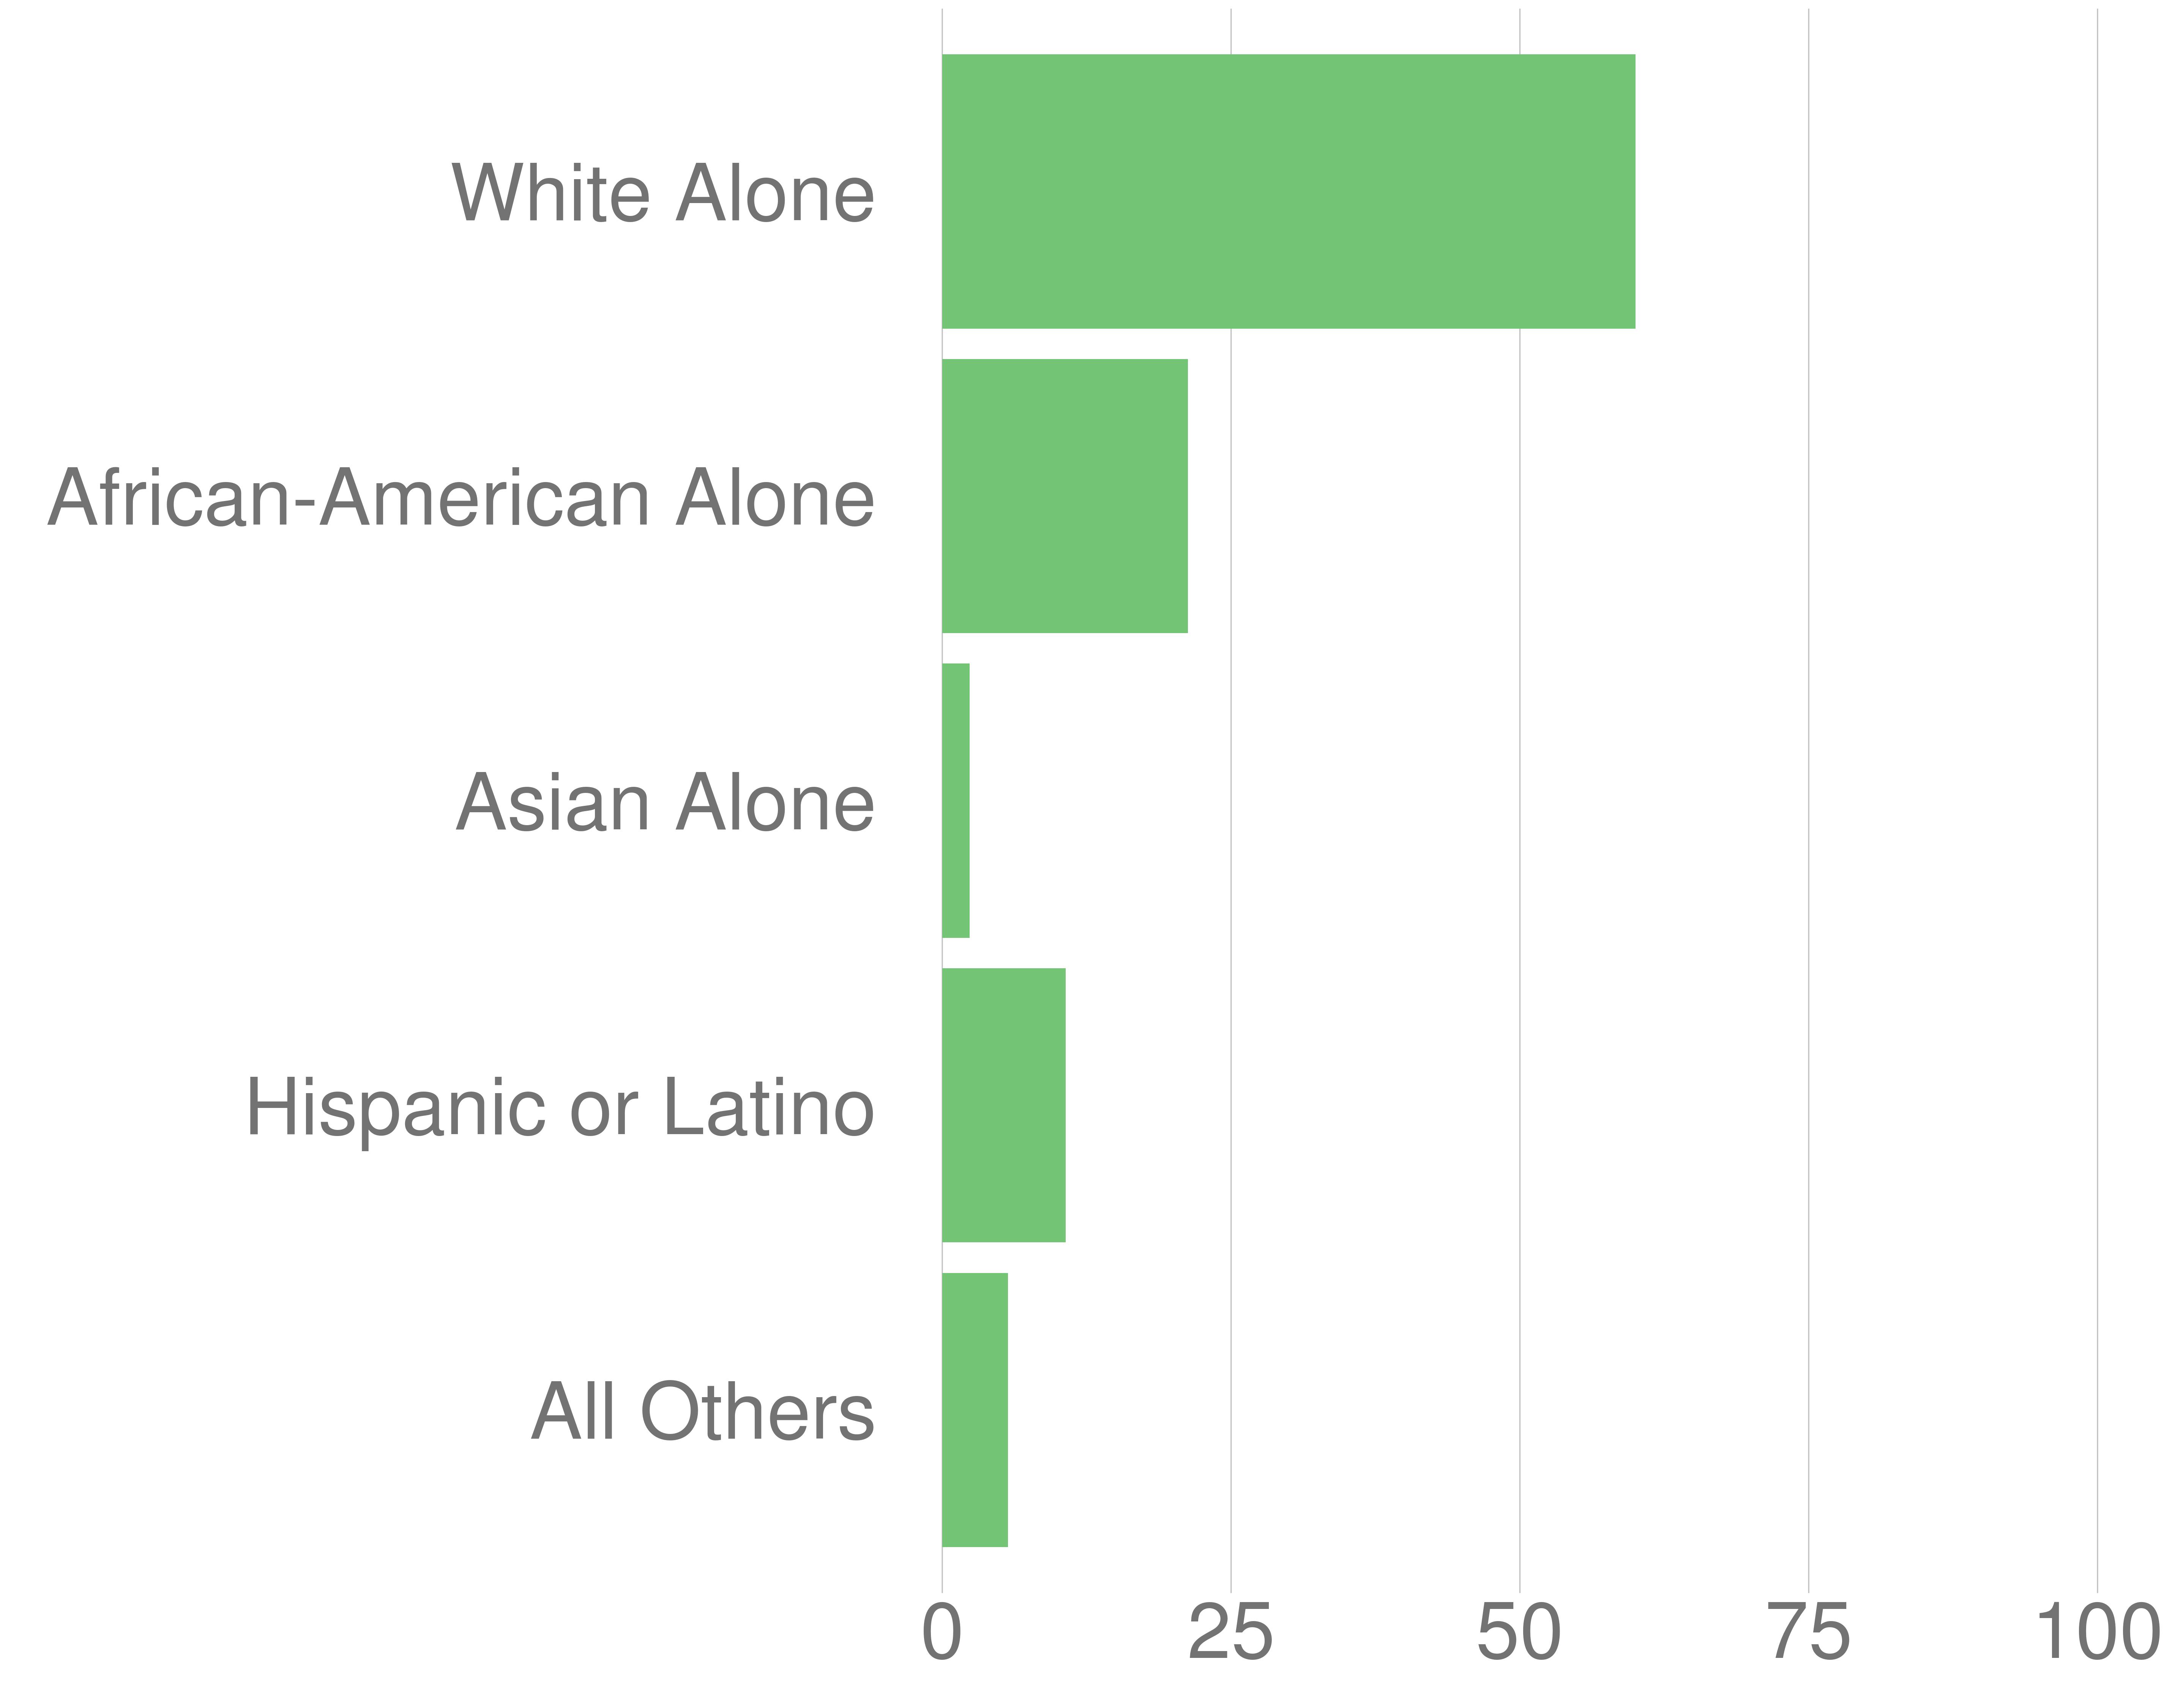 White Alone
African-American Alone
Asian Alone
Hispanic or Latino
All Others
0 25 50 75 100